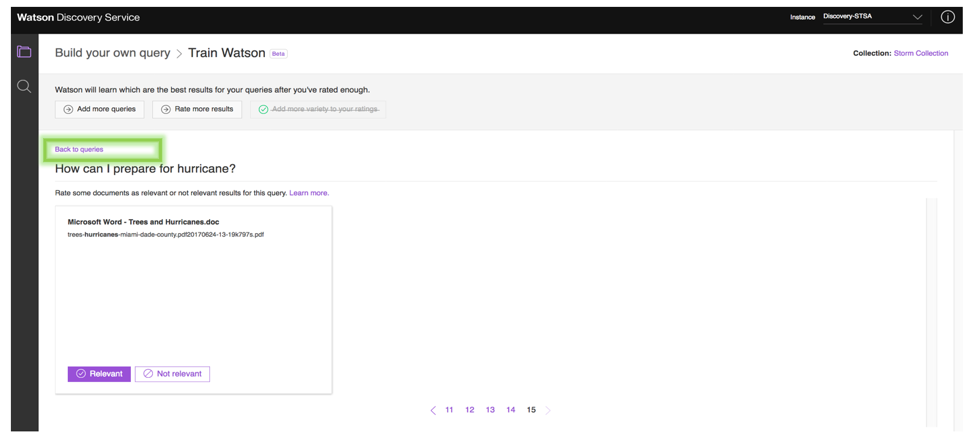 Watson Discovery Service
Instance Discovery-STSA
Build your own query > Train Watson Beta
Collection: Storm Collection
Watson will learn which are the best results for your queries after you've rated enough.
Add more queries
Rate more results
Add more variety to your ratings.
Back to queries
How can I prepare for hurricane?
Rate some documents as relevant or not relevant results for this query. Learn more.
Microsoft Word - Trees and Hurricanes.doc
trees-hurricanes-miami-dade-county.pdf20170624-13-19k797s.pdf
Relevant
Not relevant
< 11 12 13 14 15 >